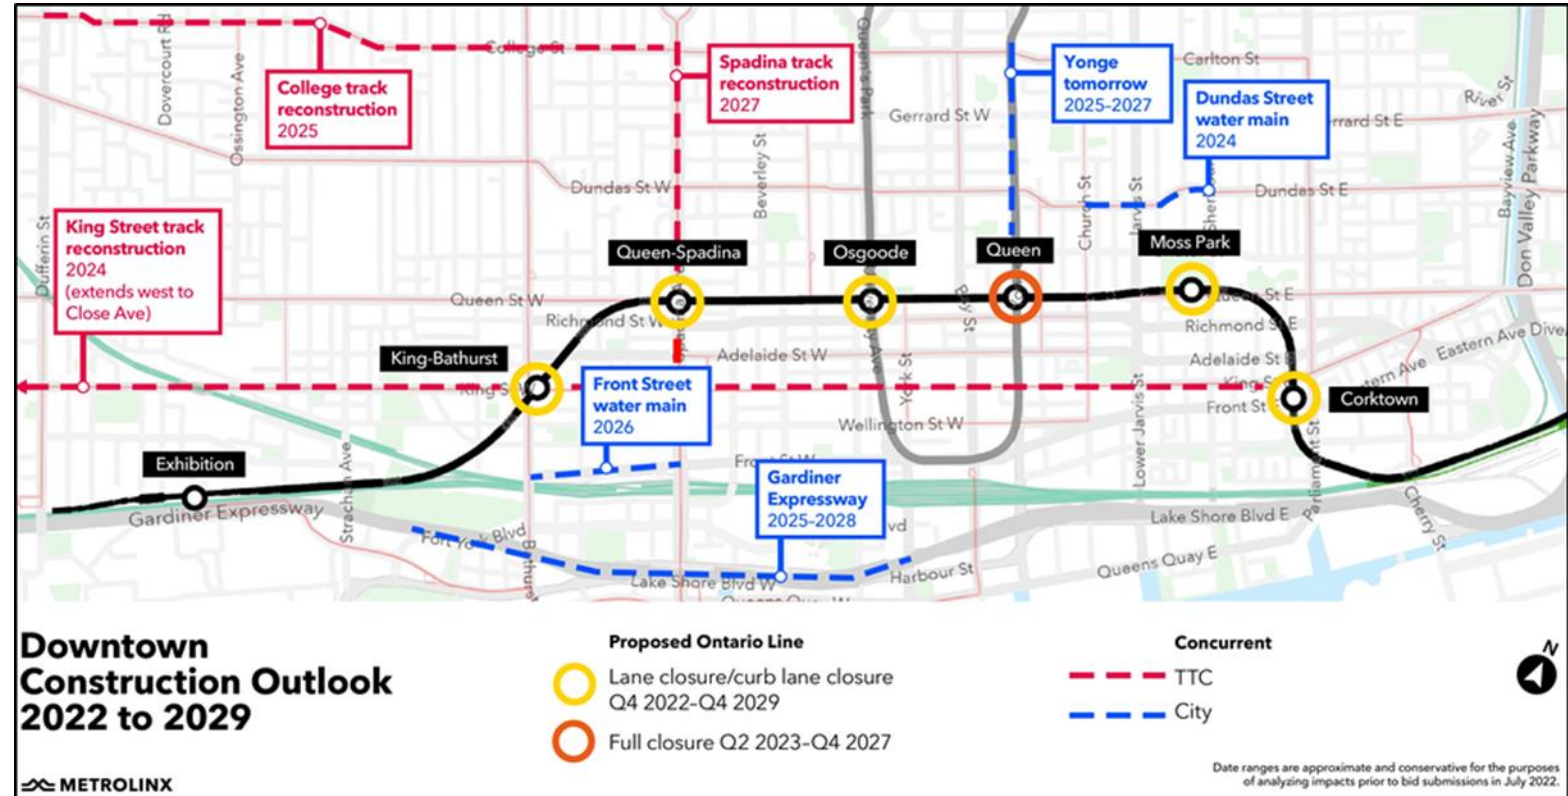 Dovercourt Rd
Ossington Ave
College St
College track
reconstruction
2025
Spadina track
reconstruction
2027
Queen's Park
Yonge
tomorrow
2025-2027
Carlton St
Dundas Street
water main
2024
River St
Gerrard St W
rrard St E
Bayview Ave
Don Valley Parkway
Beverley St
Dundas St W
Church St
Jarvis St
Dundas St E
Dufferin St
King Street track
reconstruction
2024
(extends west to
Close Ave)
Queen-Spadina
Osgoode
Queen
Moss Park
Queen St W
Bay St
Queen St E
Richmond St W
Richmond St E
King-Bathurst
Adelaide St W
Adelaide St E
Eastern Ave Dive
King S
York St
King S
stern Ave
Front Street
water main
2026
Front St
Corktown
Wellington St W
Lower Jarvis St
Parliament St
Exhibition
Strachan Ave
Front St W
Gardiner
Expressway
2025-2028
Gardiner Expressway
vd
Lake Shore Blvd E
Cherry St
Fort York Blvd
Bathurst
Lake Shore Blvd W
Harbour St
Queens Quay E
Queens Quay W
Downtown
Construction Outlook
2022 to 2029
METROLINX
Proposed Ontario Line
Lane closure/curb lane closure
Q4 2022-Q4 2029
Full closure Q2 2023-Q4 2027
Concurrent
TTC
City
N
Date ranges are approximate and conservative for the purposes
of analyzing impacts prior to bid submissions in July 2022.